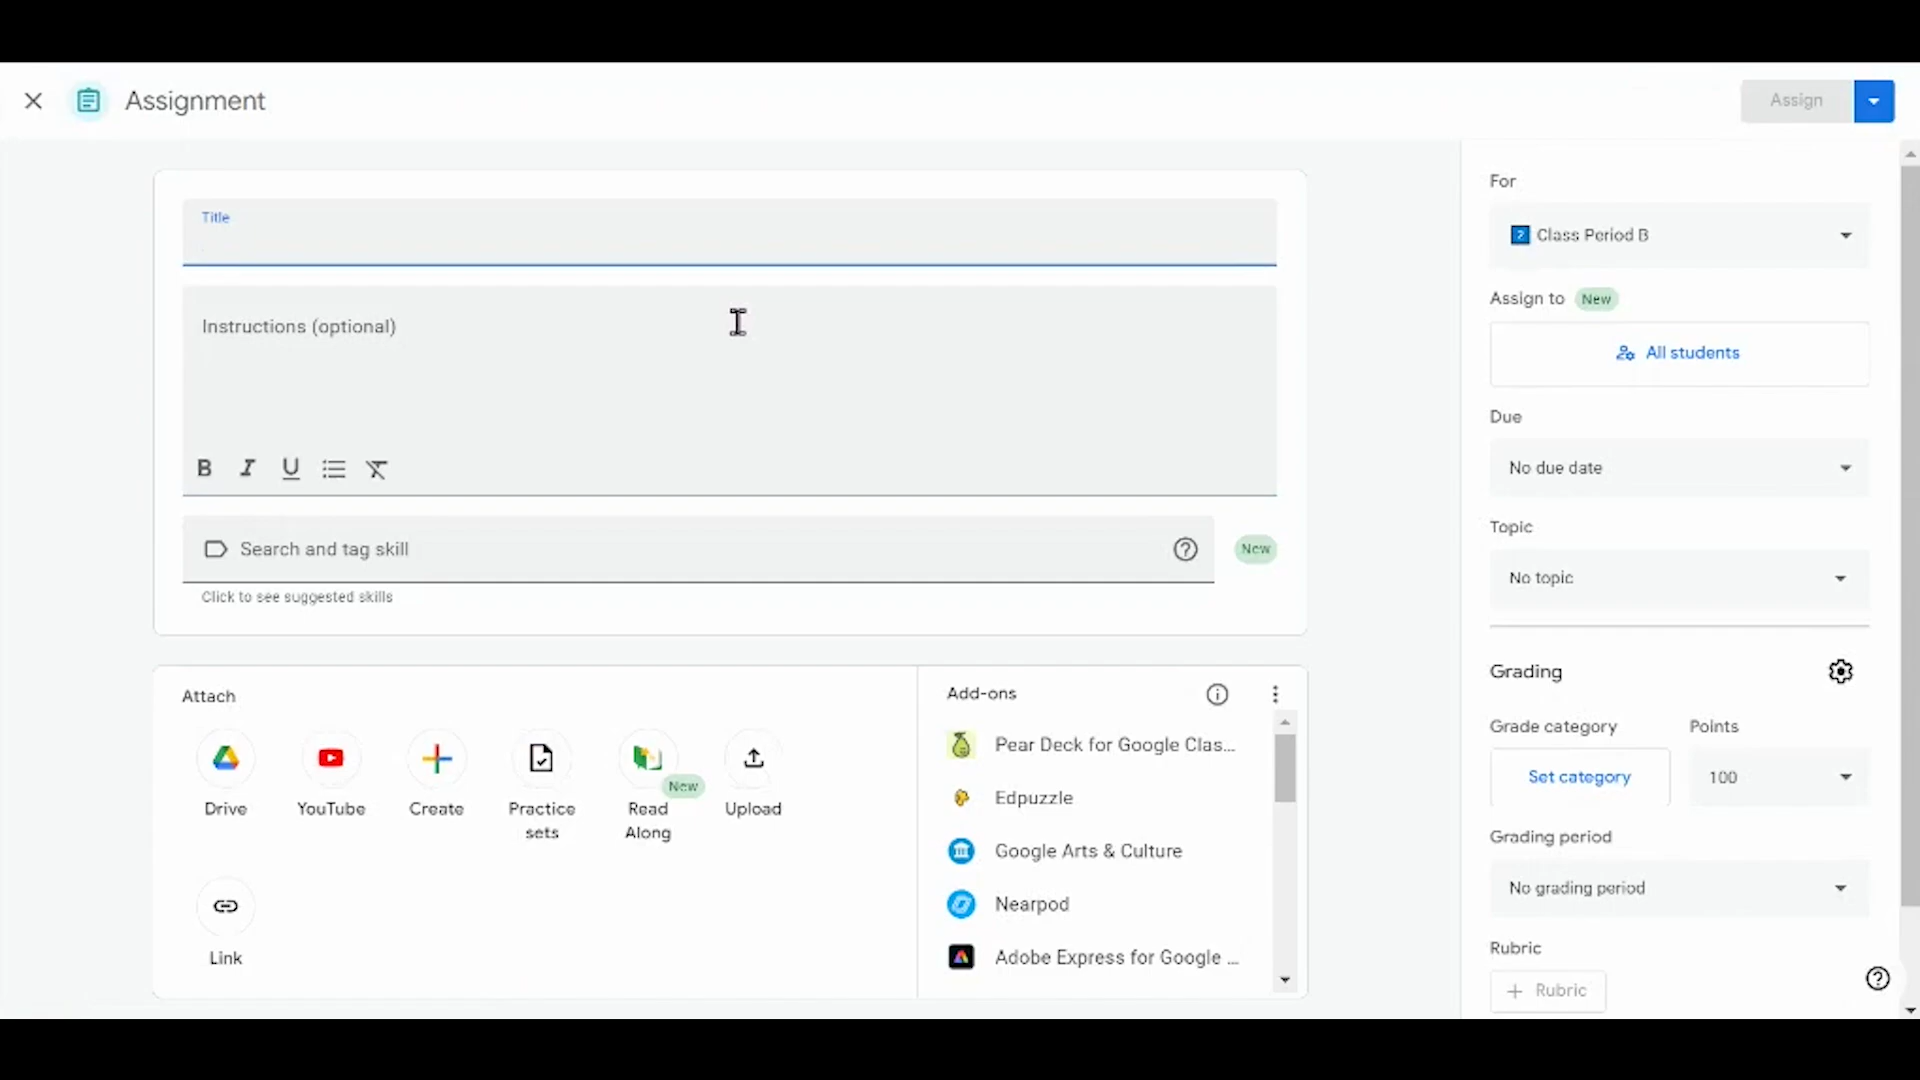 Assignment
Assign
Title
Instructions (optional)
B I U
Search and tag skill
New
Click to see suggested skills
Attach
Drive
YouTube
Create
Practice
sets
New
Read
Along
Upload
Link
Add-ons
Pear Deck for Google Clas...
Edpuzzle
Google Arts & Culture
Nearpod
Adobe Express for Google ...
For
2 Class Period B
Assign to New
All students
Due
No due date
Topic
No topic
Grading
Grade category
Points
Set category
100
Grading period
No grading period
Rubric
+ Rubric